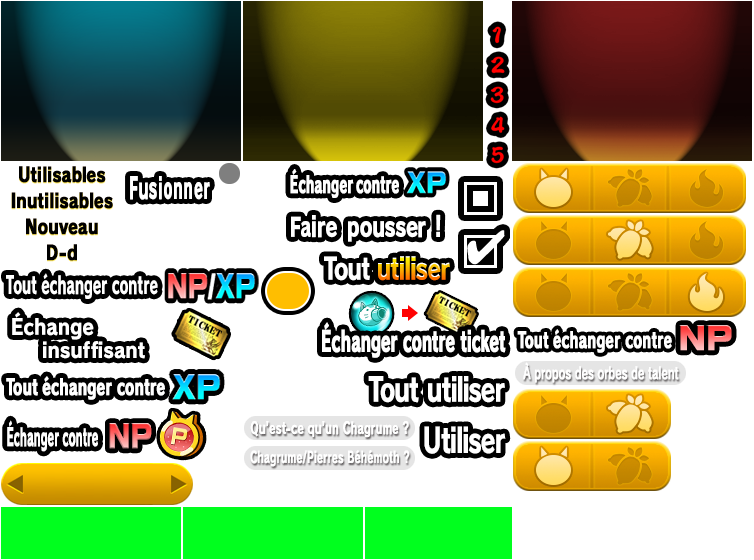 1
2
3
4
5
Utilisables
Inutilisables
Nouveau
D-d
Fusionner
Échanger contre XP
Faire pousser !
Tout utiliser
Tout échanger contre NP/XP
TICKET
Échange
insuffisant
TICKET
Échanger contre ticket
Tout échanger contre NP
Tout échanger contre XP
Tout utiliser
À propos des orbes de talent
Échanger contre NP
P
Qu'est-ce qu'un Chagrume ?
Chagrume/Pierres Béhémoth ?
Utiliser